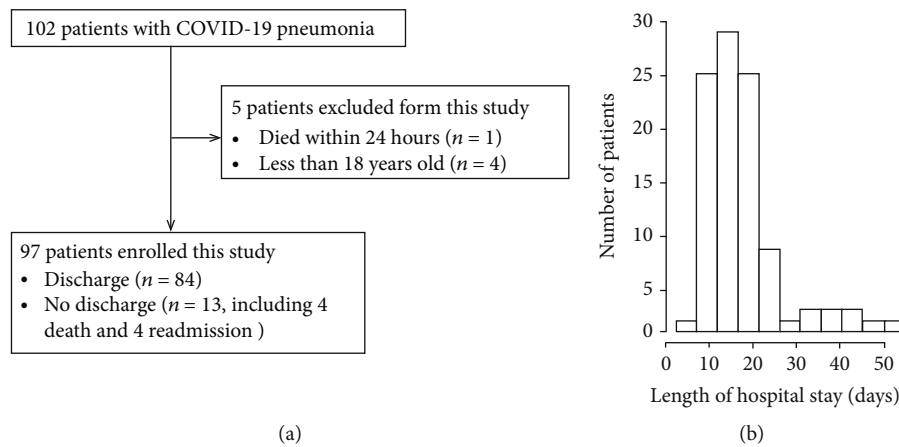 102 patients with COVID-19 pneumonia
5 patients excluded form this study
• Died within 24 hours (n = 1)
• Less than 18 years old (n = 4)
97 patients enrolled this study
• Discharge (n = 84)
• No discharge (n = 13, including 4
death and 4 readmission )
(a)
30
25
20
15
10
5
0
Number of patients
0 10 20 30 40 50
Length of hospital stay (days)
(b)